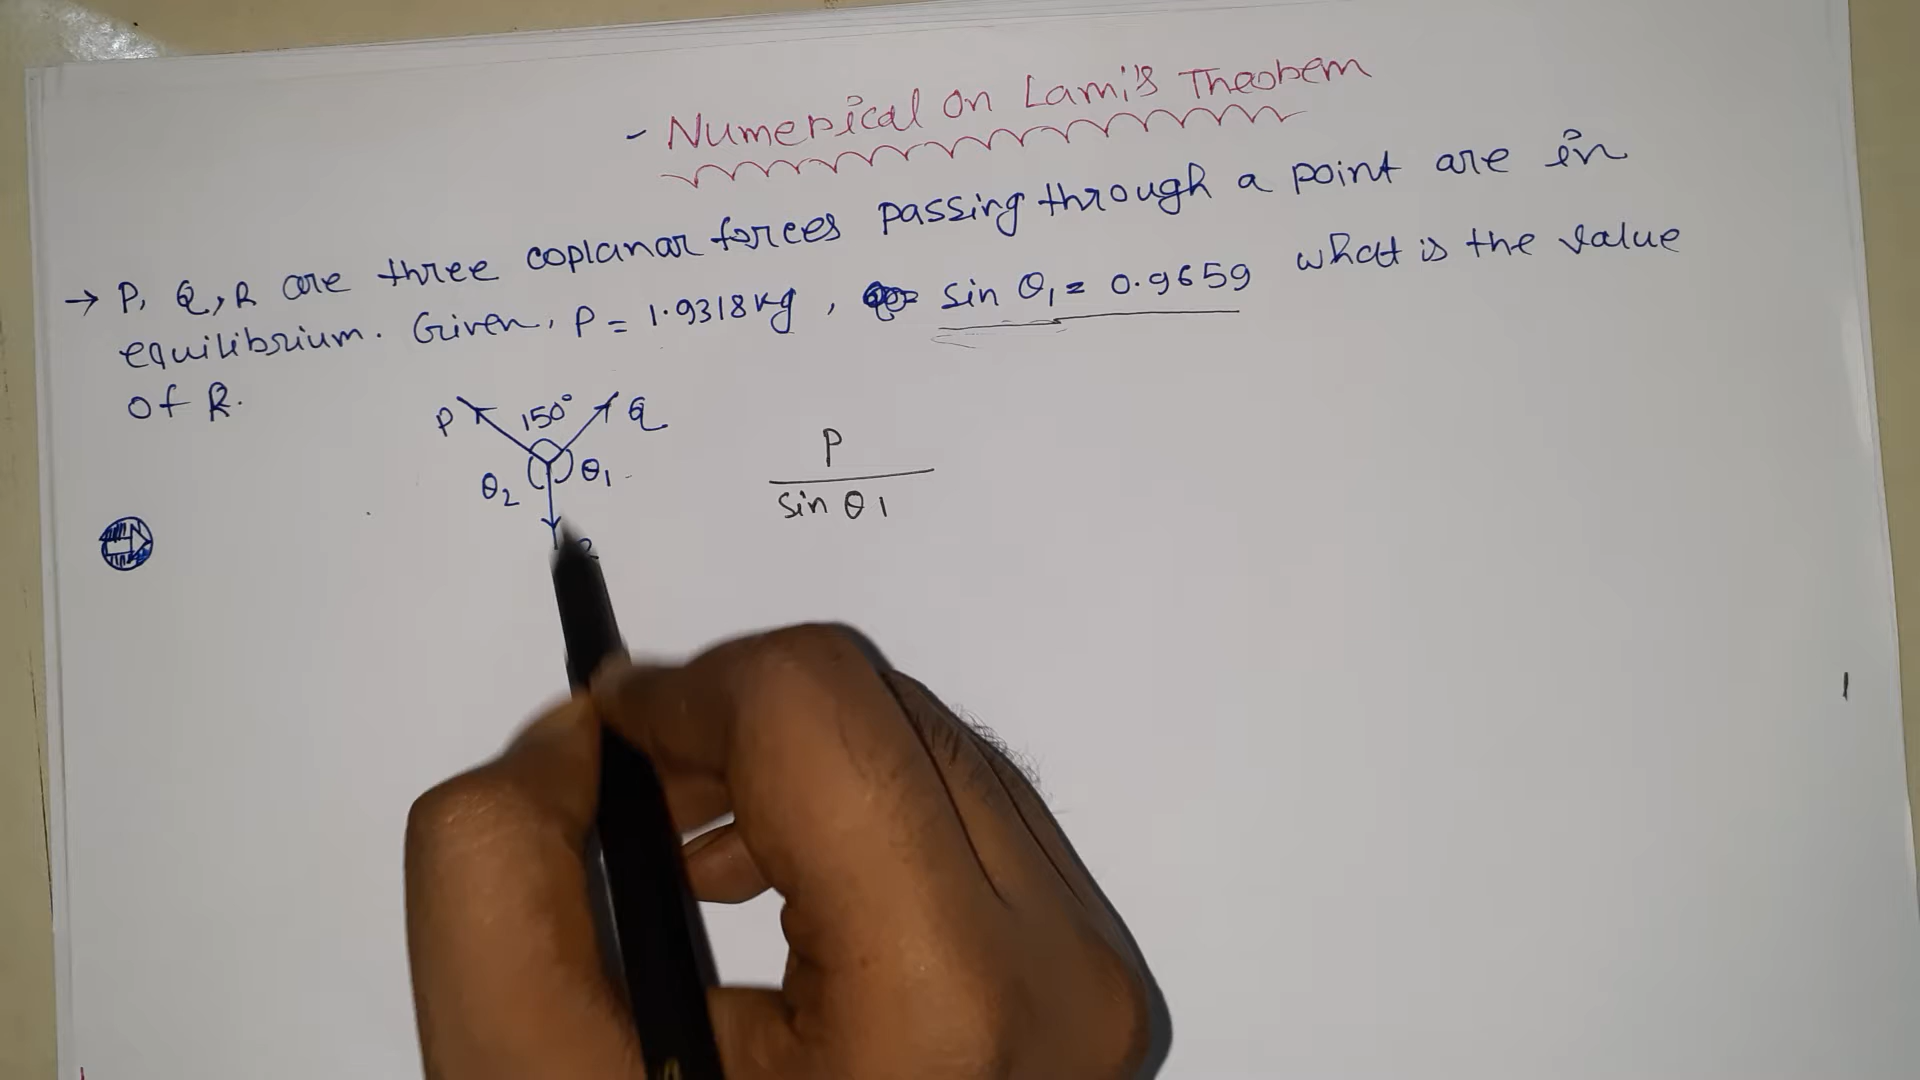 - Numerical on Lami's Theorem
→ P, Q, R are three coplanar forces passing through a point are in
equilibrium. Given, P = 1.9318 kg, sin θ1 = 0.9659 what is the value
of R.
P 150° Q
θ2 θ1
R
P
sin θ1